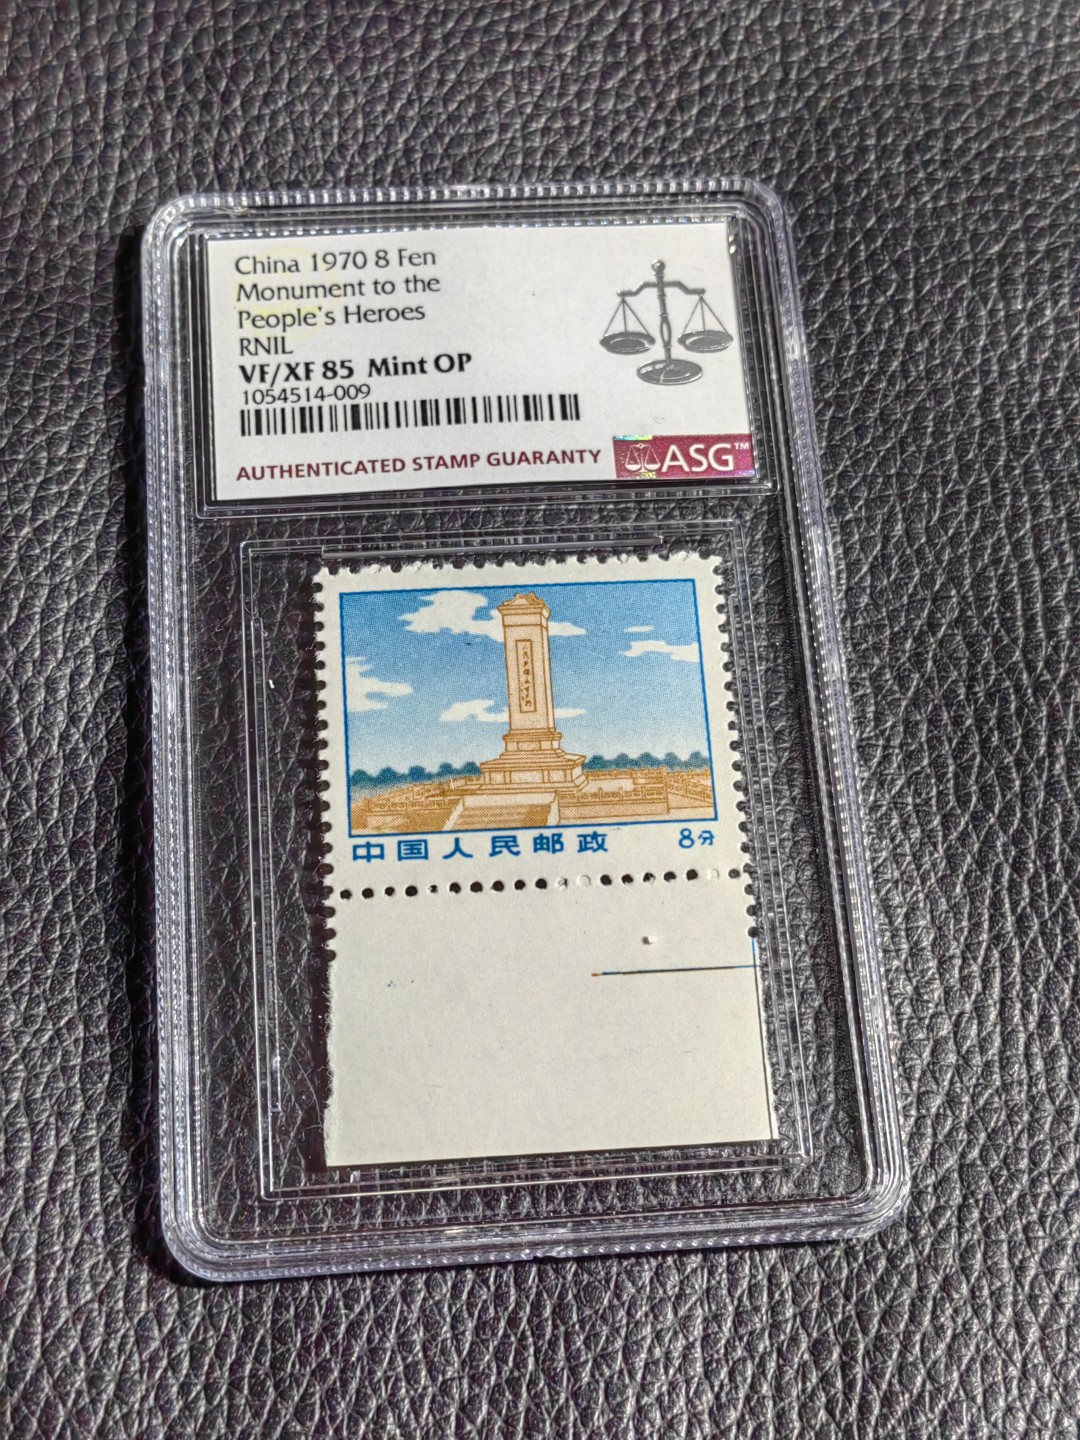 China 1970 8 Fen
Monument to the
People's Heroes
RNIL
VF/XF 85 Mint OP
1054514-009
AUTHENTICATED STAMP GUARANTY
ASG™
中国人民邮政 8分